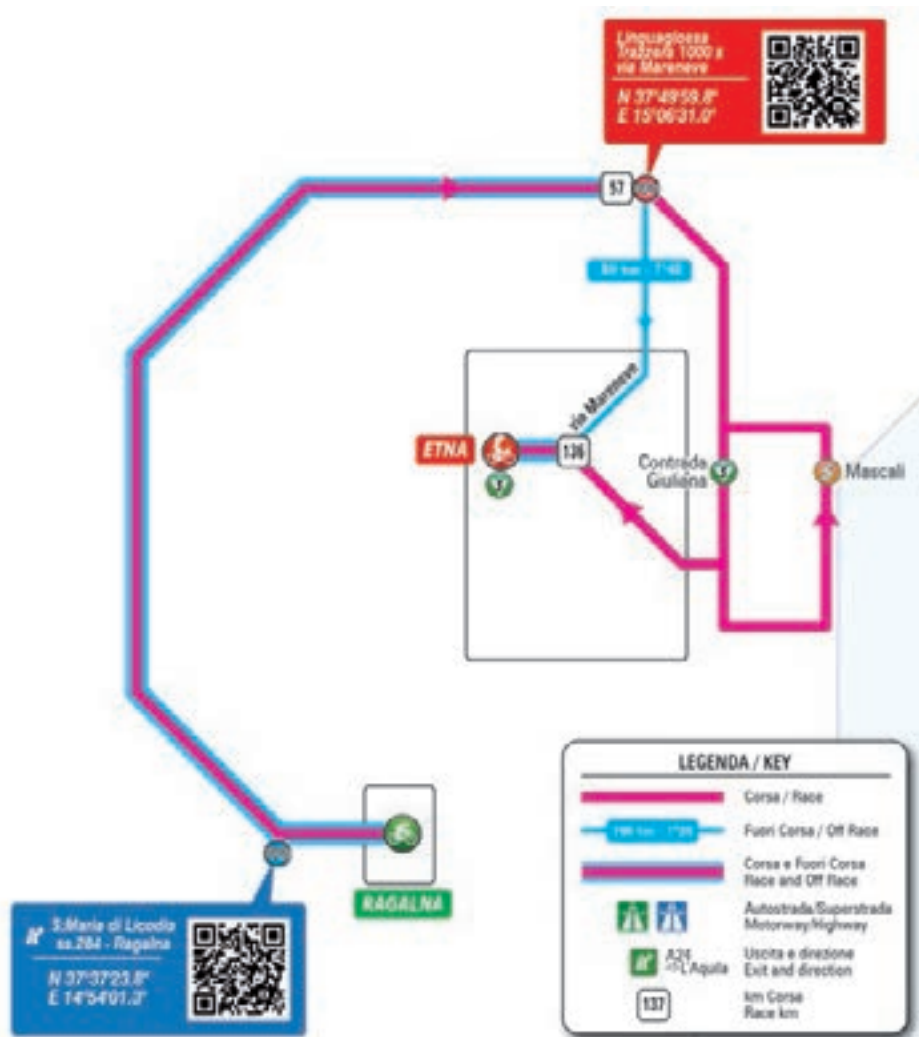 Linguaglossa
1000 x
via Mareneve
N 37°49'59.8"
E 15°06'31.0"
97
via Mareneve
ETNA
136
Contrada
Giuliana
Mascali
RAGALNA
S.Maria di Licodia
ss.284 - Ragalna
N 37°37'23.8"
E 14°54'01.3"
LEGENDA / KEY
Corsa / Race
Fuori Corsa / Off Race
Corsa e Fuori Corsa
Race and Off Race
Autostrada/Superstrada
Motorway/Highway
A24
L'Aquila
Uscita e direzione
Exit and direction
137
km Corsa
Race km